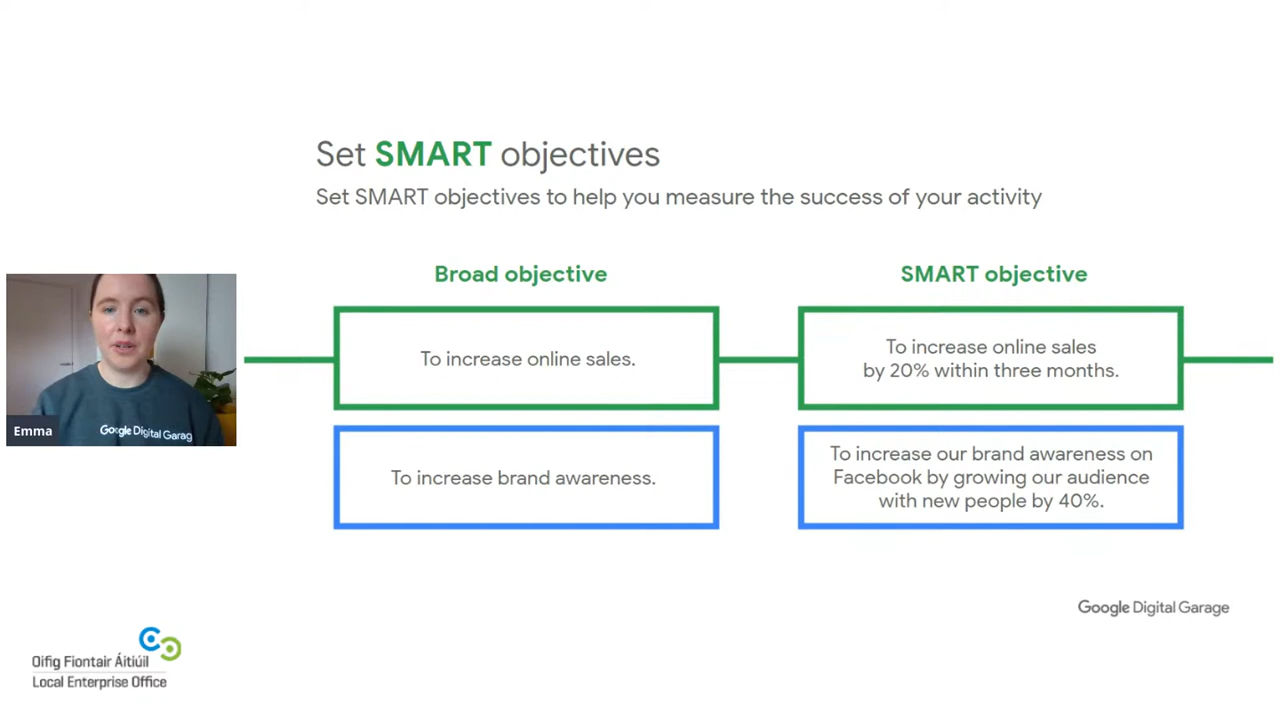 Set SMART objectives
Set SMART objectives to help you measure the success of your activity
Broad objective
SMART objective
To increase online sales.
To increase online sales
by 20% within three months.
To increase brand awareness.
To increase our brand awareness on
Facebook by growing our audience
with new people by 40%.
Emma
Google Digital Garag
Google Digital Garage
Oifig Fiontair Áitiúil
Local Enterprise Office